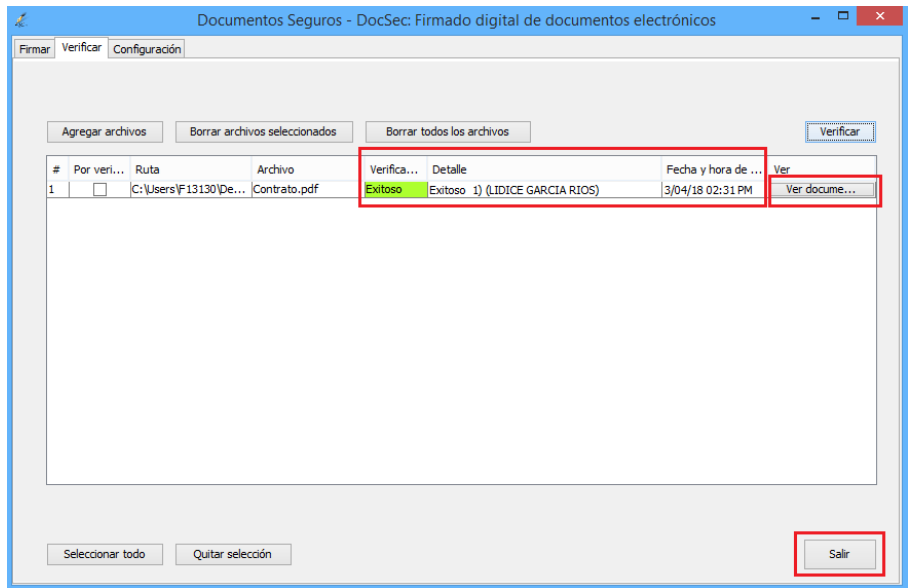 Documentos Seguros - DocSec: Firmado digital de documentos electrónicos
Firmar Verificar Configuración
Agregar archivos Borrar archivos seleccionados Borrar todos los archivos Verificar
# Por veri... Ruta Archivo Verifica... Detalle Fecha y hora de ... Ver
1 C:\Users\F13130\De... Contrato.pdf Exitoso Exitoso 1) (LIDICE GARCIA RIOS) 3/04/18 02:31 PM Ver docume...
Seleccionar todo Quitar selección Salir